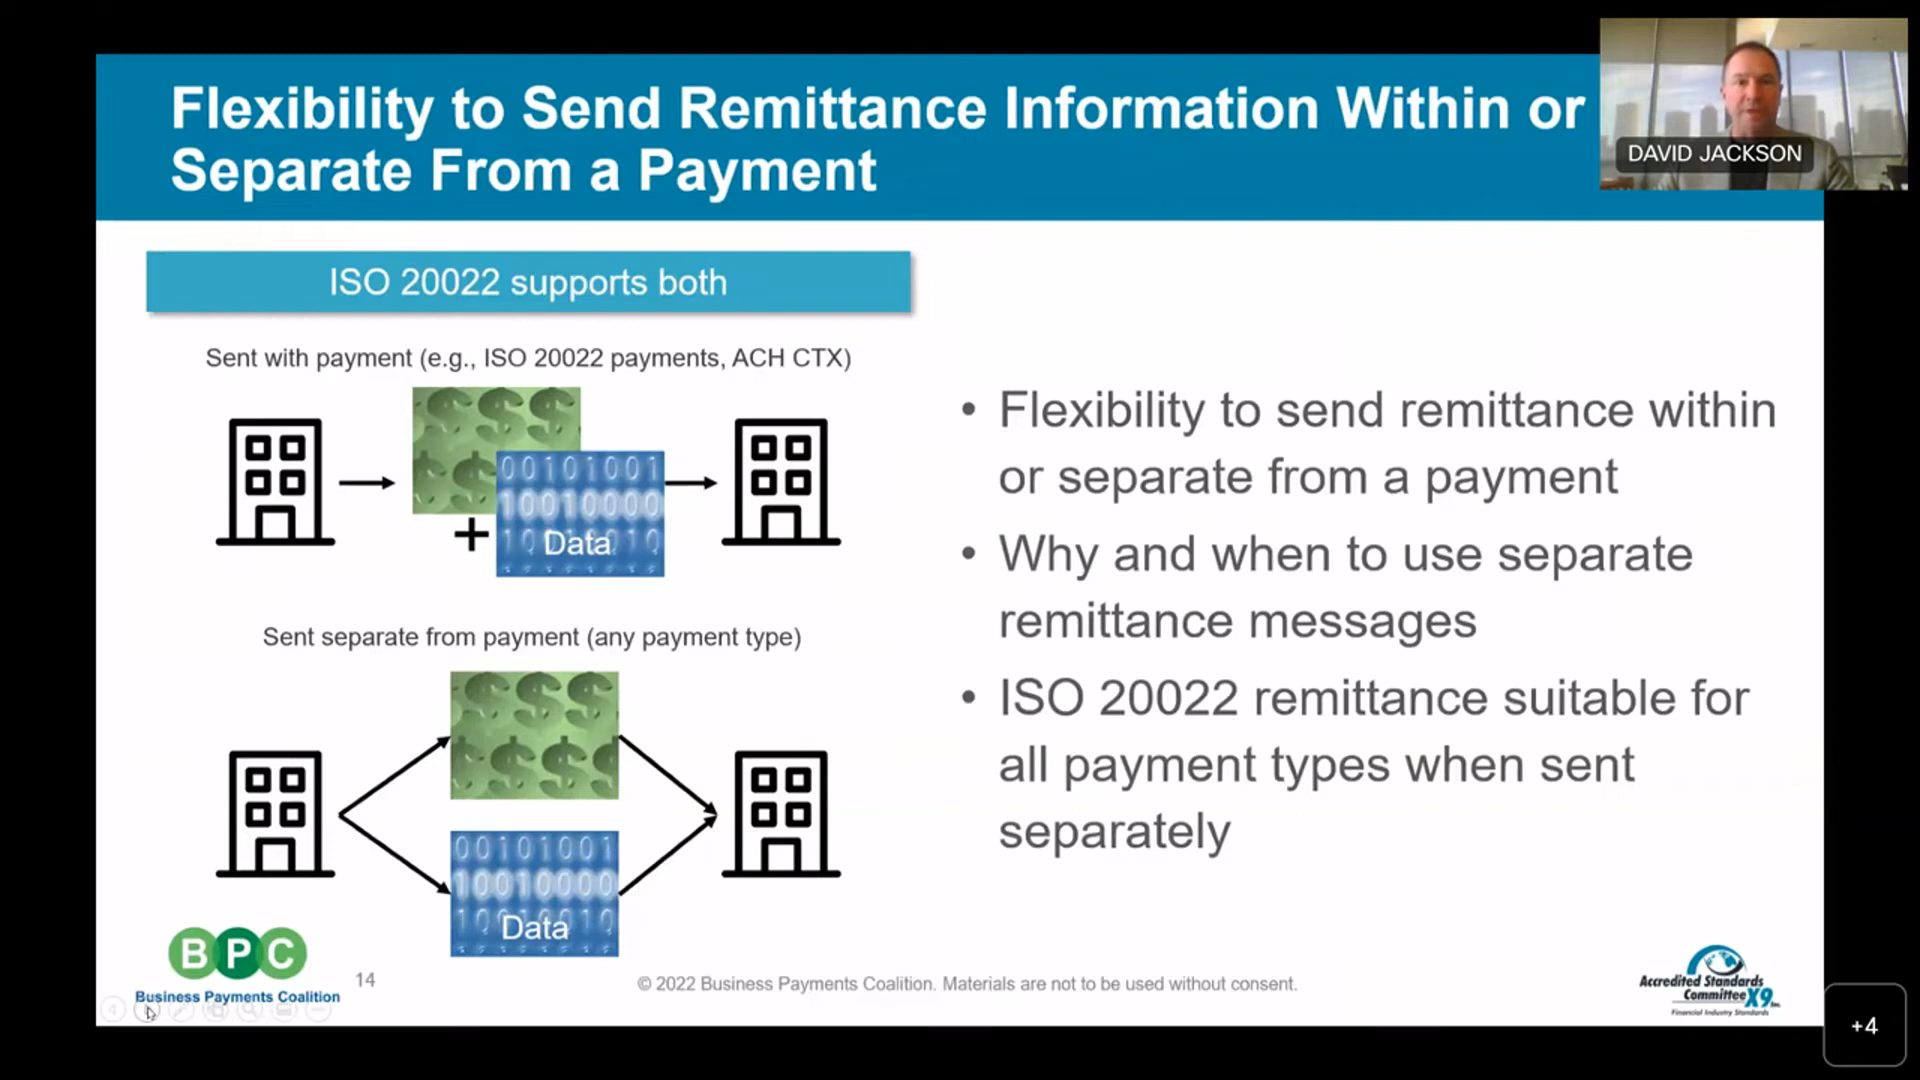 Flexibility to Send Remittance Information Within or
Separate From a Payment
DAVID JACKSON
ISO 20022 supports both
Sent with payment (e.g., ISO 20022 payments, ACH CTX)
00101001
10010000
+
Data
Sent separate from payment (any payment type)
00101001
10010000
Data
• Flexibility to send remittance within
or separate from a payment
• Why and when to use separate
remittance messages
• ISO 20022 remittance suitable for
all payment types when sent
separately
BPC
Business Payments Coalition
14
© 2022 Business Payments Coalition. Materials are not to be used without consent.
Accredited Standards
Committee X9 Inc.
Financial Industry Standards
+4